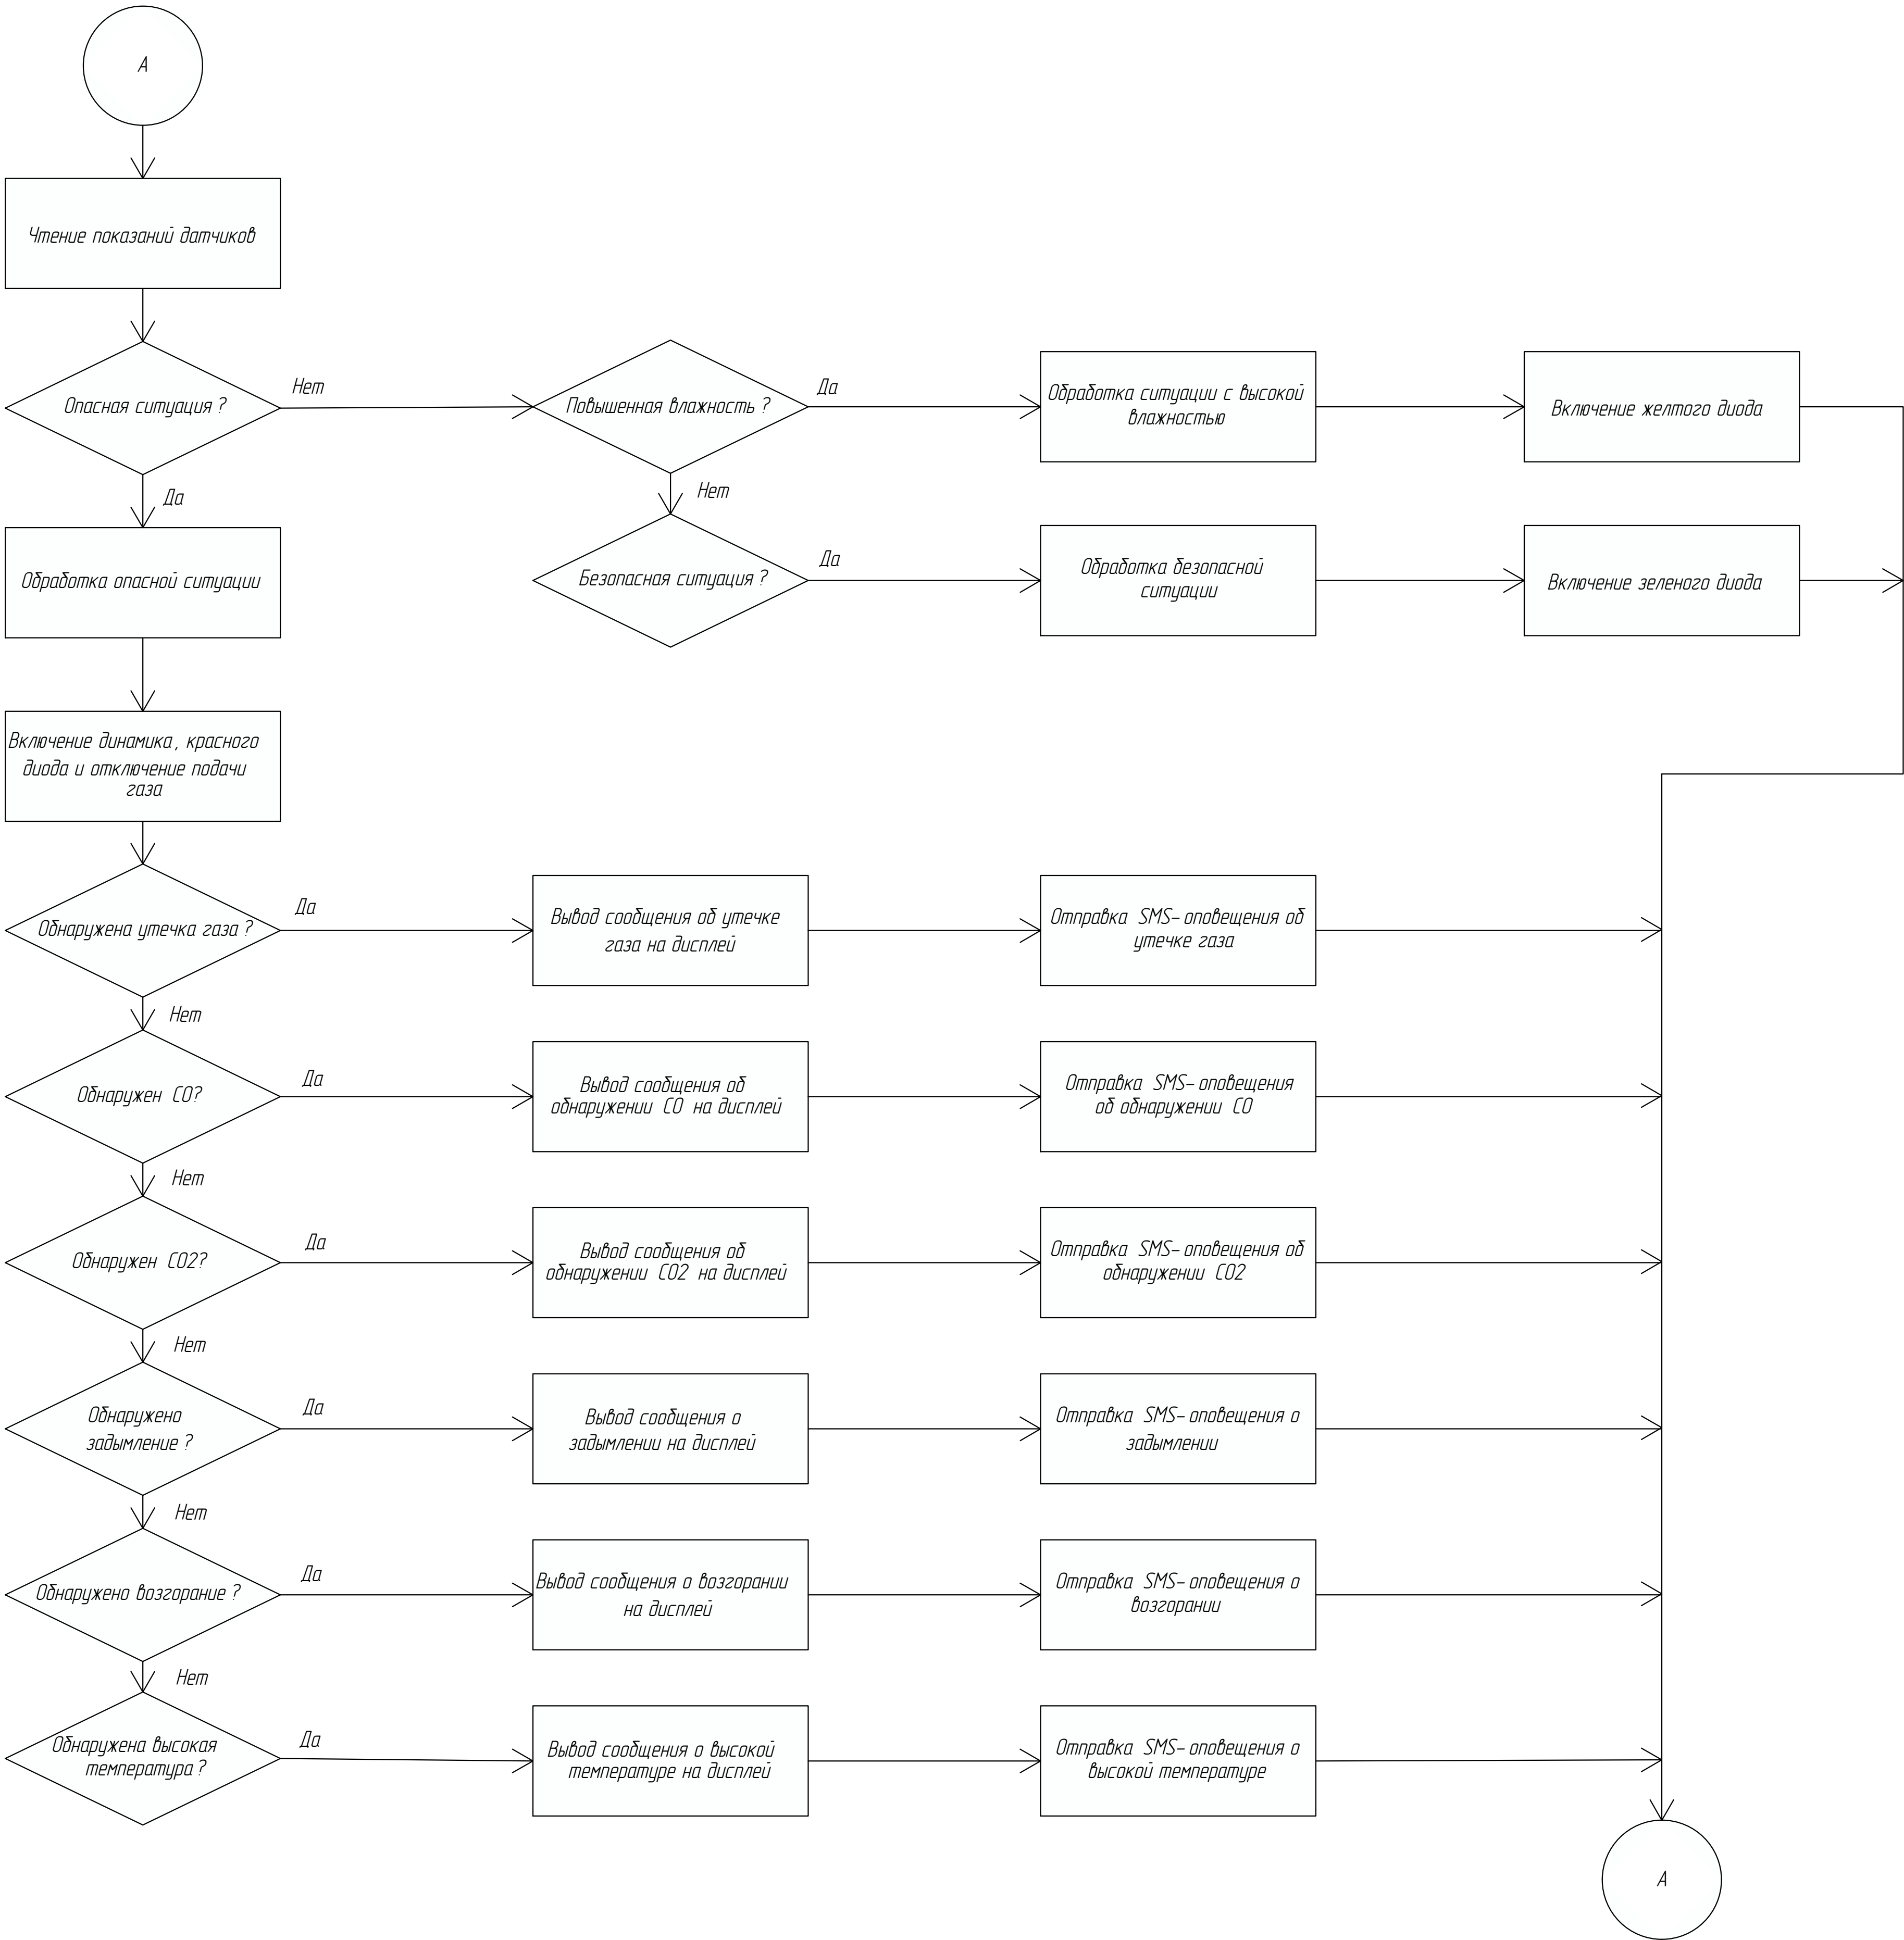 А
Чтение показаний датчиков
Опасная ситуация ?
Нет
Повышенная влажность ?
Да
Обработка ситуации с высокой
влажностью
Включение желтого диода
Да
Нет
Обработка опасной ситуации
Безопасная ситуация ?
Да
Обработка безопасной
ситуации
Включение зеленого диода
Включение динамика, красного
диода и отключение подачи
газа
Обнаружена утечка газа ?
Да
Вывод сообщения об утечке
газа на дисплей
Отправка SMS-оповещения об
утечке газа
Нет
Обнаружен CO?
Да
Вывод сообщения об
обнаружении CO на дисплей
Отправка SMS-оповещения
об обнаружении CO
Нет
Обнаружен CO2?
Да
Вывод сообщения об
обнаружении CO2 на дисплей
Отправка SMS-оповещения об
обнаружении CO2
Нет
Обнаружено
задымление ?
Да
Вывод сообщения о
задымлении на дисплей
Отправка SMS-оповещения о
задымлении
Нет
Обнаружено возгорание ?
Да
Вывод сообщения о возгорании
на дисплей
Отправка SMS-оповещения о
возгорании
Нет
Обнаружена высокая
температура ?
Да
Вывод сообщения о высокой
температуре на дисплей
Отправка SMS-оповещения о
высокой температуре
А